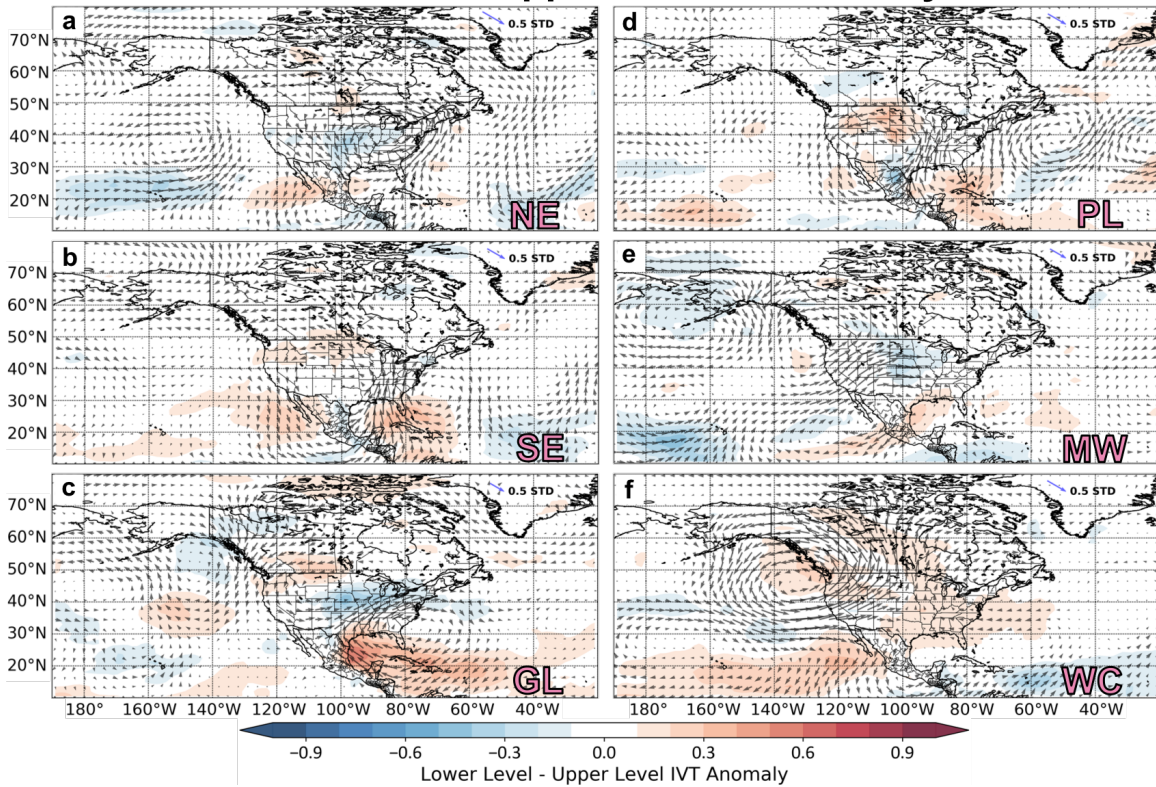 a
0.5 STD
70°N
60°N
50°N
40°N
30°N
20°N
NE
d
0.5 STD
PL
b
0.5 STD
70°N
60°N
50°N
40°N
30°N
20°N
SE
e
0.5 STD
MW
c
0.5 STD
70°N
60°N
50°N
40°N
30°N
20°N
GL
f
0.5 STD
WC
180° 160°W 140°W 120°W 100°W 80°W 60°W 40°W
180° 160°W 140°W 120°W 100°W 80°W 60°W 40°W
−0.9 −0.6 −0.3 0.0 0.3 0.6 0.9
Lower Level - Upper Level IVT Anomaly